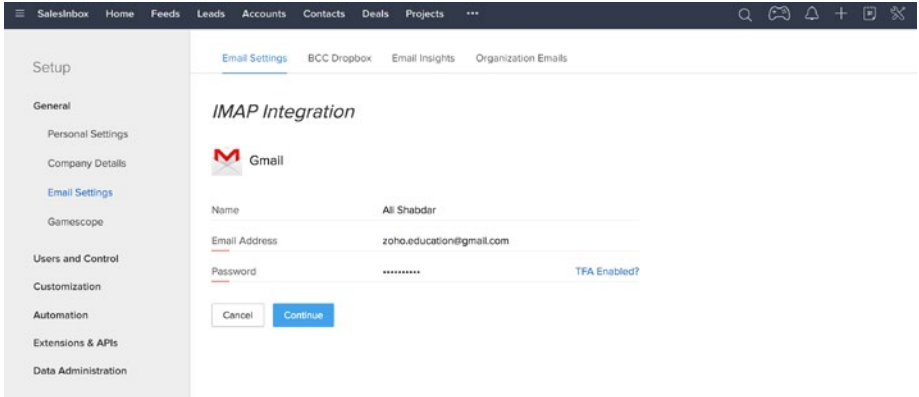 SalesInbox Home Feeds Leads Accounts Contacts Deals Projects •••
Email Settings BCC Dropbox Email Insights Organization Emails
Setup
General
Personal Settings
Company Details
Email Settings
Gamescope
Users and Control
Customization
Automation
Extensions & APIs
Data Administration
IMAP Integration
Gmail
Name Ali Shabdar
Email Address zoho.education@gmail.com
Password •••••••••• TFA Enabled?
Cancel Continue